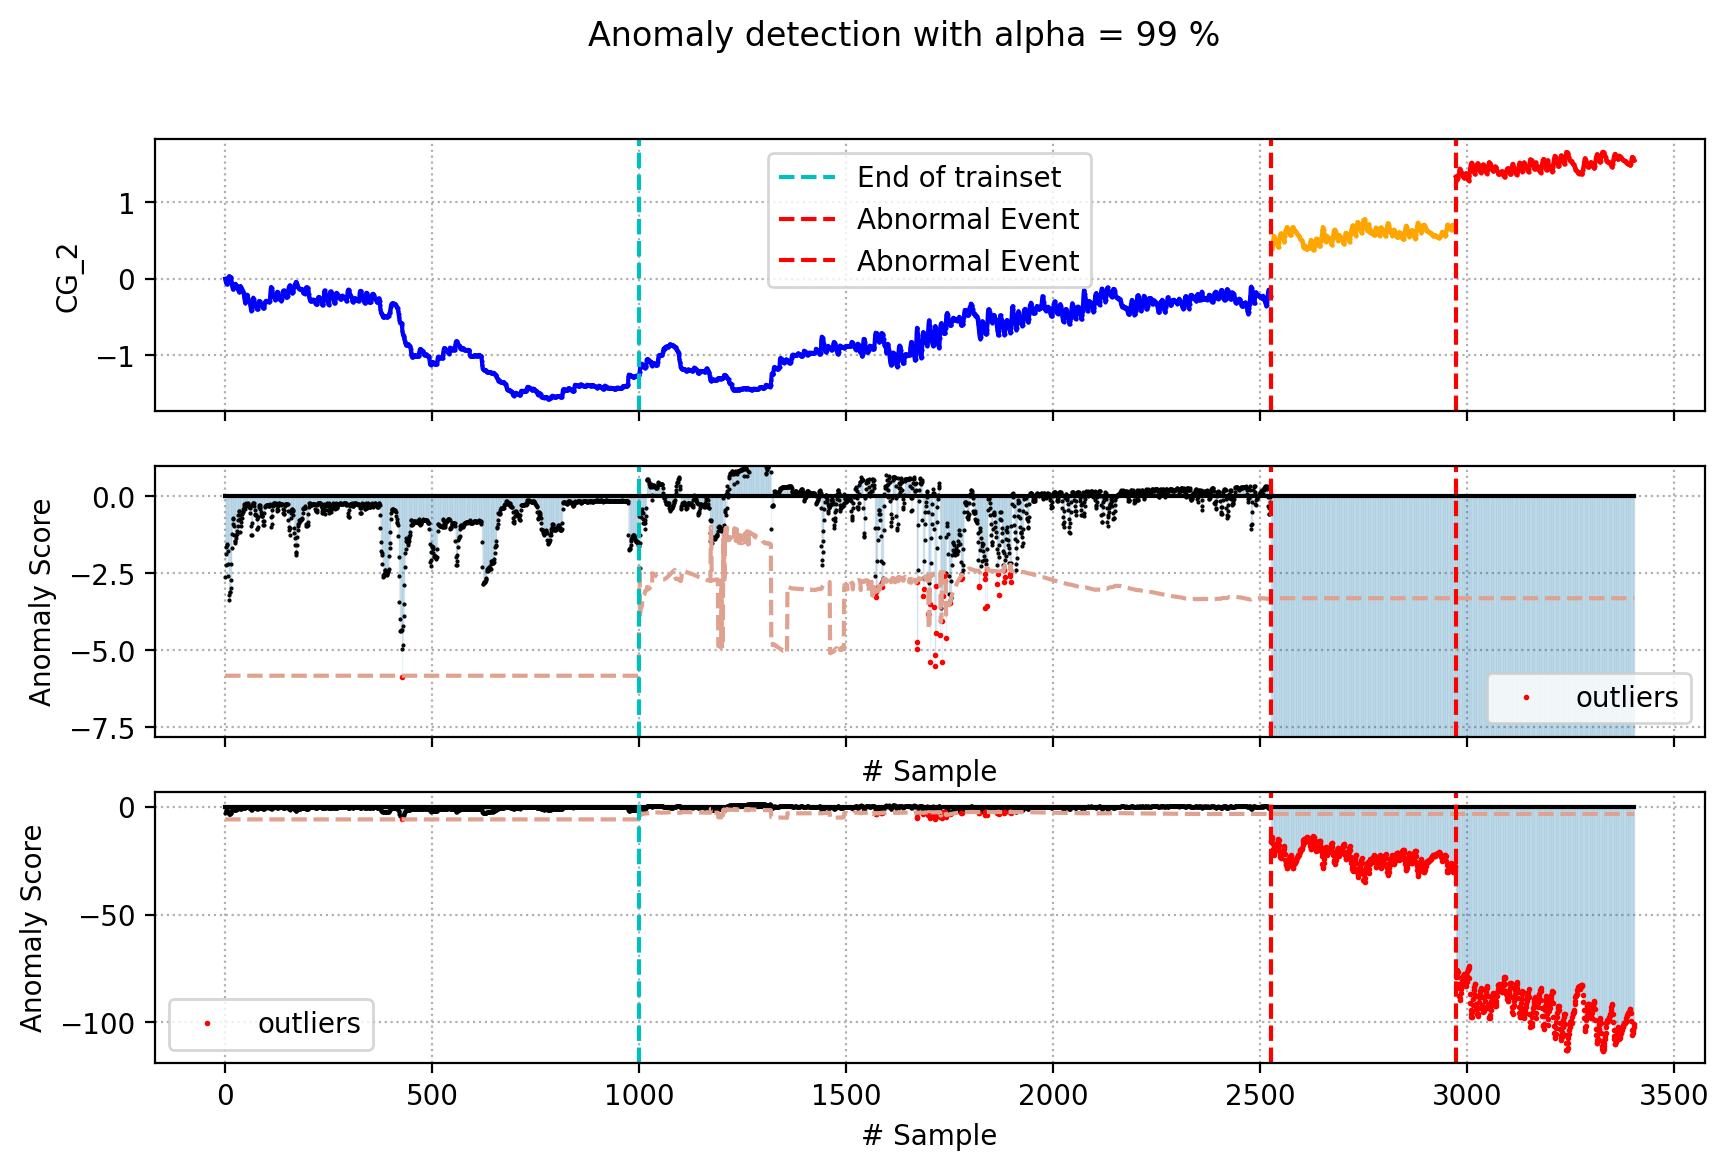 Anomaly detection with alpha = 99 %
CG_2
1
0
−1
End of trainset
Abnormal Event
Abnormal Event
Anomaly Score
0.0
−2.5
−5.0
−7.5
outliers
# Sample
Anomaly Score
0
−50
−100
outliers
0 500 1000 1500 2000 2500 3000 3500
# Sample